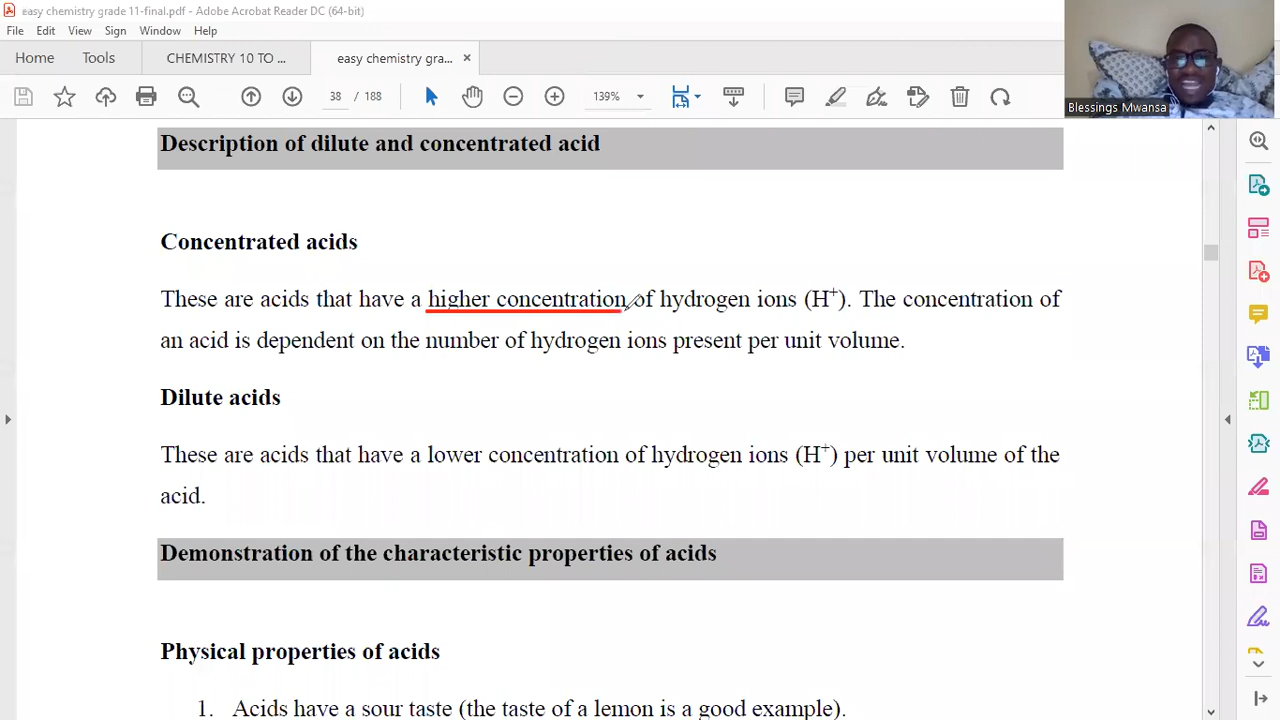 easy chemistry grade 11-final.pdf - Adobe Acrobat Reader DC (64-bit)
File Edit View Sign Window Help
Home Tools CHEMISTRY 10 TO ... easy chemistry gra... ×
38 / 188 139%
Blessings Mwansa
Description of dilute and concentrated acid
Concentrated acids
These are acids that have a higher concentration of hydrogen ions (H⁺). The concentration of
an acid is dependent on the number of hydrogen ions present per unit volume.
Dilute acids
These are acids that have a lower concentration of hydrogen ions (H⁺) per unit volume of the
acid.
Demonstration of the characteristic properties of acids
Physical properties of acids
1. Acids have a sour taste (the taste of a lemon is a good example).